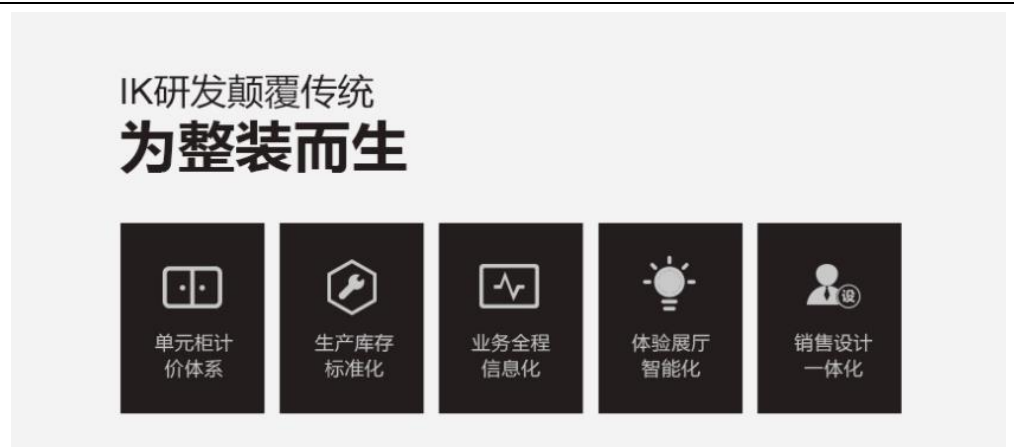 IK研发颠覆传统
为整装而生
单元柜计
价体系
生产库存
标准化
业务全程
信息化
体验展厅
智能化
设
销售设计
一体化